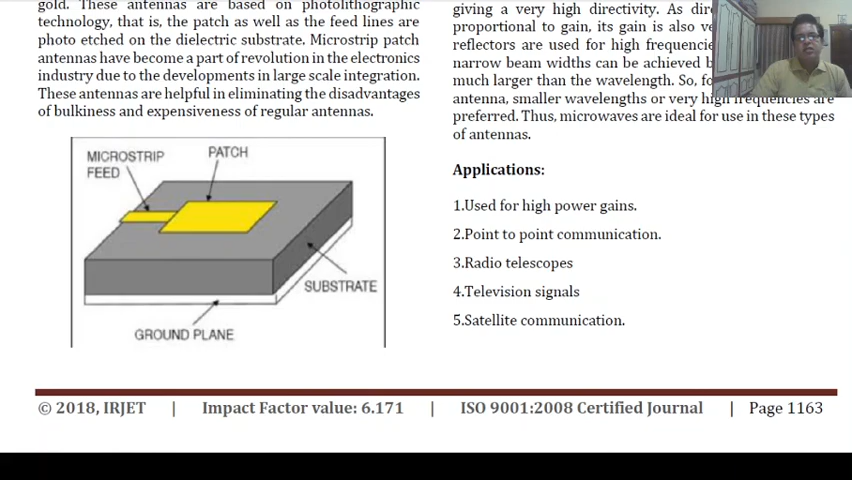 gold. These antennas are based on photolithographic
technology, that is, the patch as well as the feed lines are
photo etched on the dielectric substrate. Microstrip patch
antennas have become a part of revolution in the electronics
industry due to the developments in large scale integration.
These antennas are helpful in eliminating the disadvantages
of bulkiness and expensiveness of regular antennas.
MICROSTRIP
FEED
PATCH
SUBSTRATE
GROUND PLANE
giving a very high directivity. As
proportional to gain, its gain is also
reflectors are used for high
narrow beam widths can be achieved
much larger than the wavelength. So,
antenna, smaller wavelengths or very high frequencies are
preferred. Thus, microwaves are ideal for use in these types
of antennas.
Applications:
1.Used for high power gains.
2.Point to point communication.
3.Radio telescopes
4.Television signals
5.Satellite communication.
© 2018, IRJET | Impact Factor value: 6.171 | ISO 9001:2008 Certified Journal | Page 1163